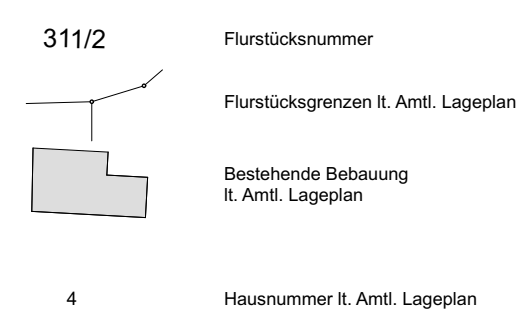 311/2 Flurstücksnummer
Flurstücksgrenzen lt. Amtl. Lageplan
Bestehende Bebauung
lt. Amtl. Lageplan
4 Hausnummer lt. Amtl. Lageplan